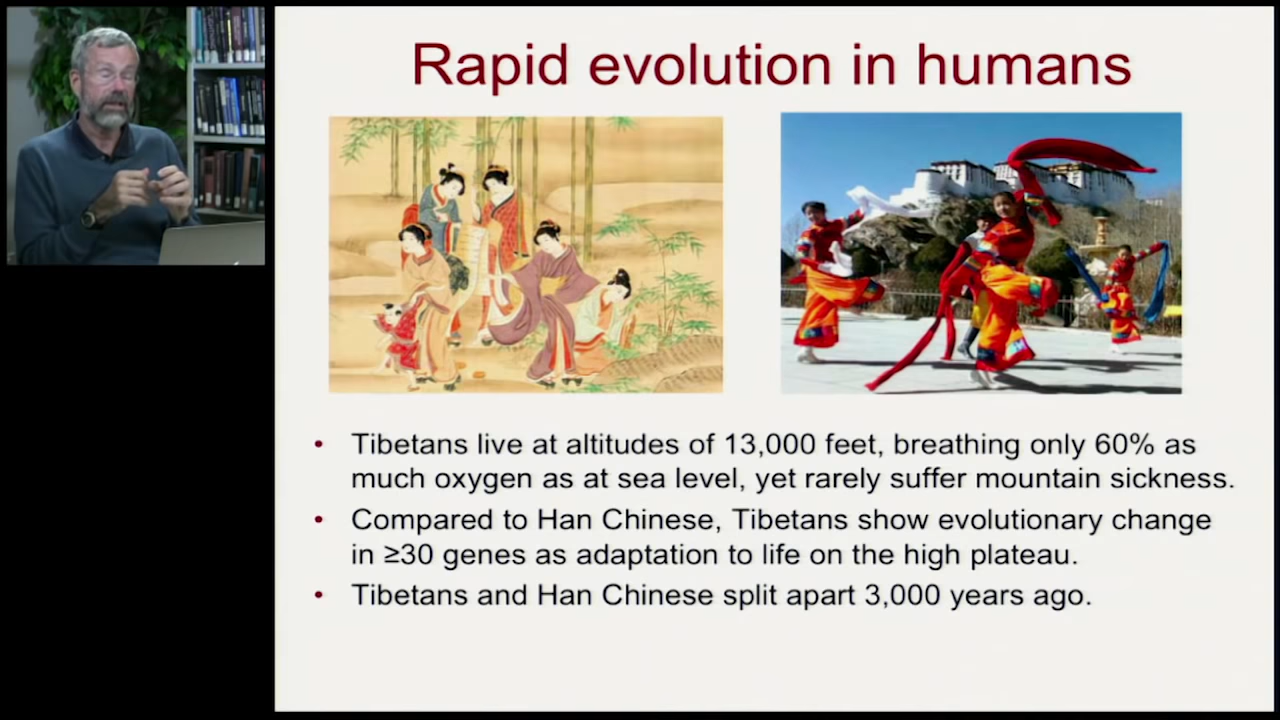 Rapid evolution in humans
• Tibetans live at altitudes of 13,000 feet, breathing only 60% as
much oxygen as at sea level, yet rarely suffer mountain sickness.
• Compared to Han Chinese, Tibetans show evolutionary change
in ≥30 genes as adaptation to life on the high plateau.
• Tibetans and Han Chinese split apart 3,000 years ago.